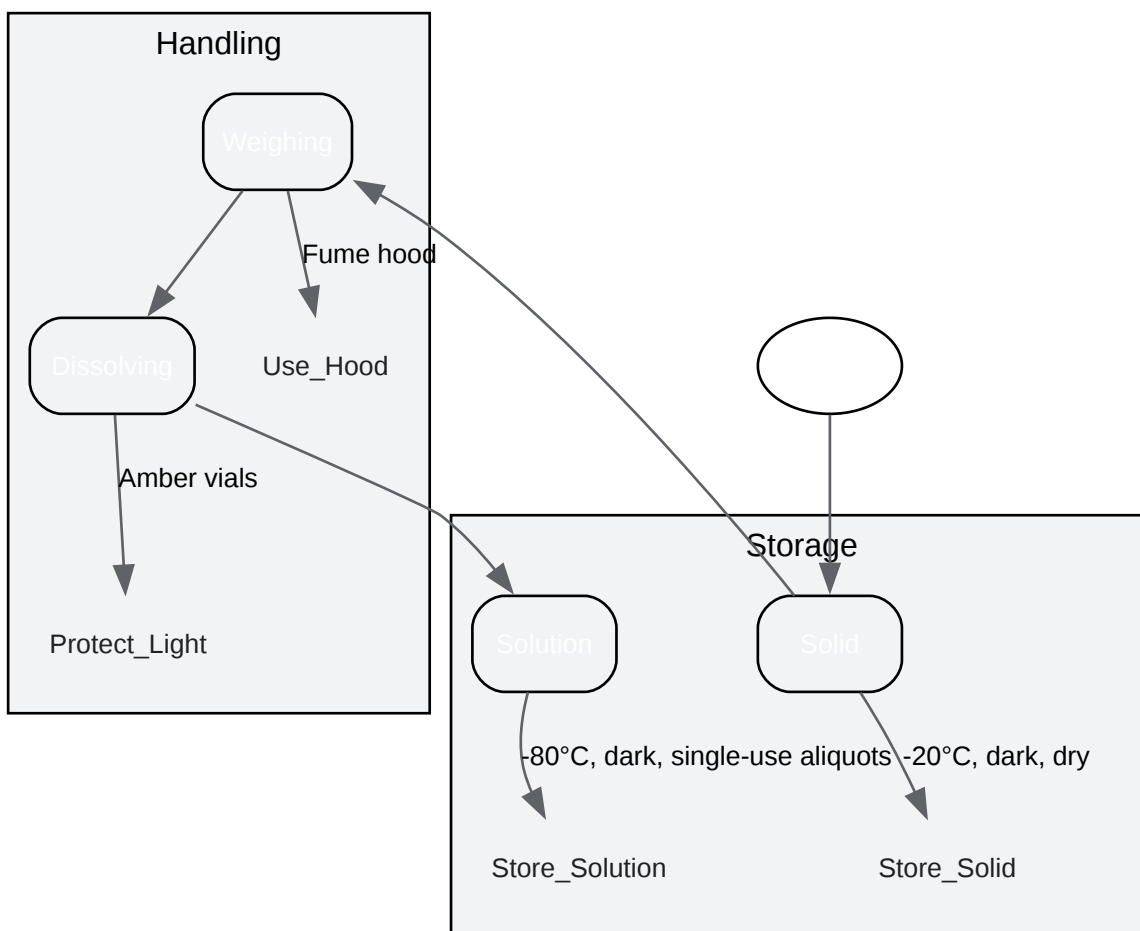 Handling
Weighing
Fume hood
Dissolving
Use_Hood
Amber vials
Storage
Protect_Light
Solution
Solid
-80°C, dark, single-use aliquots
-20°C, dark, dry
Store_Solution
Store_Solid